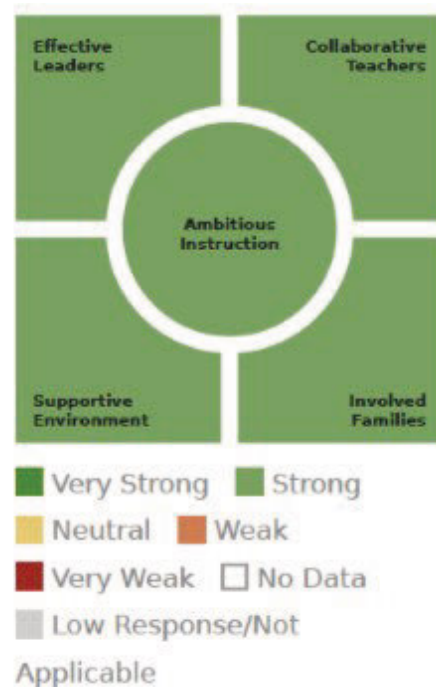 Effective
Leaders
Collaborative
Teachers
Ambitious
Instruction
Supportive
Environment
Involved
Families
Very Strong Strong
Neutral Weak
Very Weak No Data
Low Response/Not
Applicable